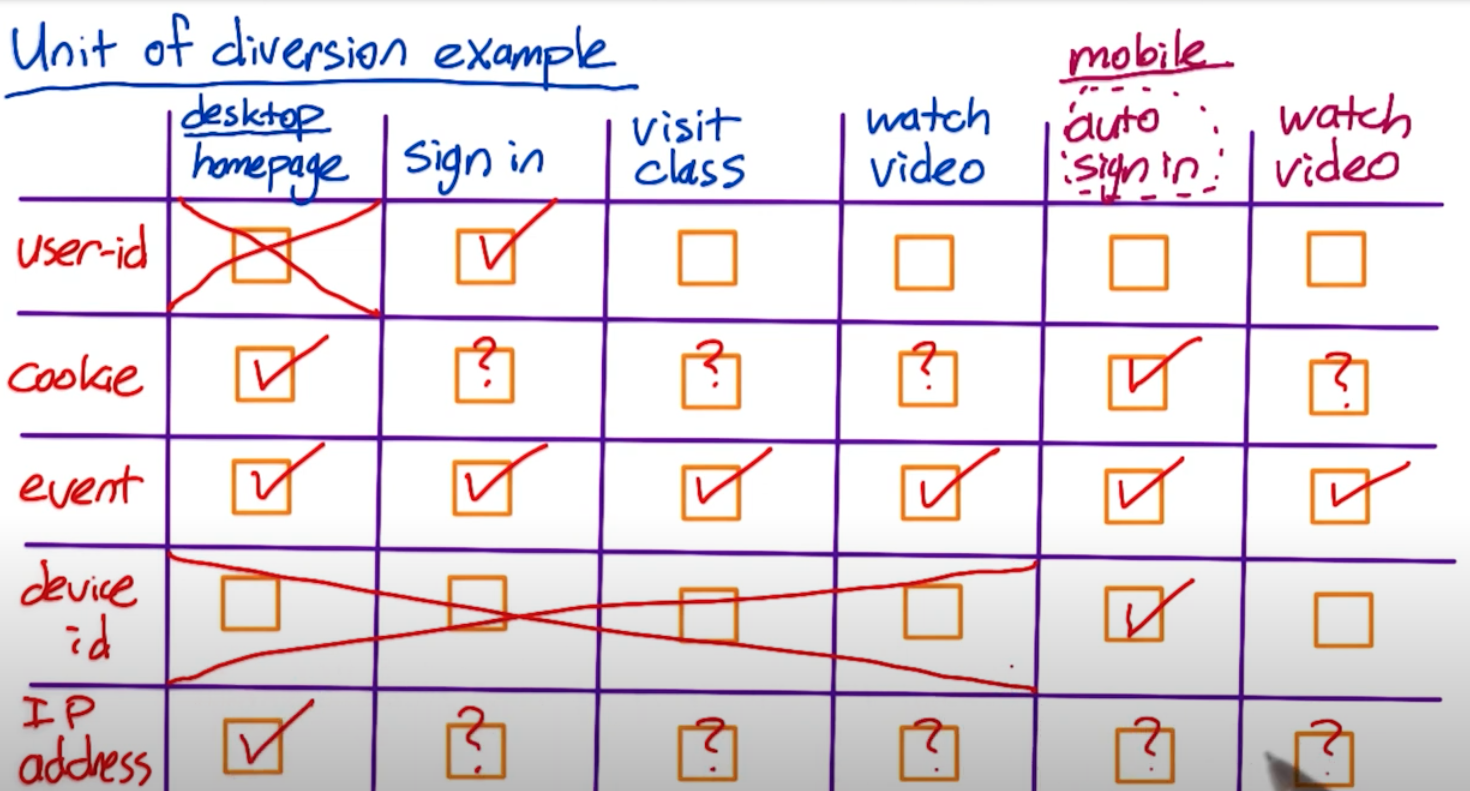 Unit of diversion example
mobile
desktop
homepage
sign in
visit
class
watch
video
auto
sign in
watch
video
user-id
cookie
? ? ? ?
event
device
id
IP
address
? ? ? ? ?